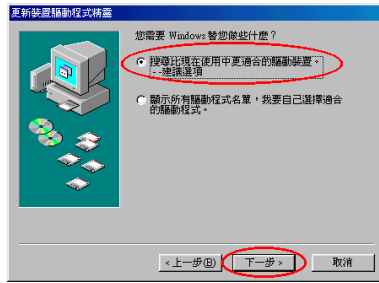 更新裝置驅動程式精靈
您需要 Windows 替您做些什麼？
搜尋比現在使用中更適合的驅動裝置。
--建議選項
顯示所有驅動程式名單，我要自己選擇適合
的驅動程式。
<上一步(B)
下一步 >
取消